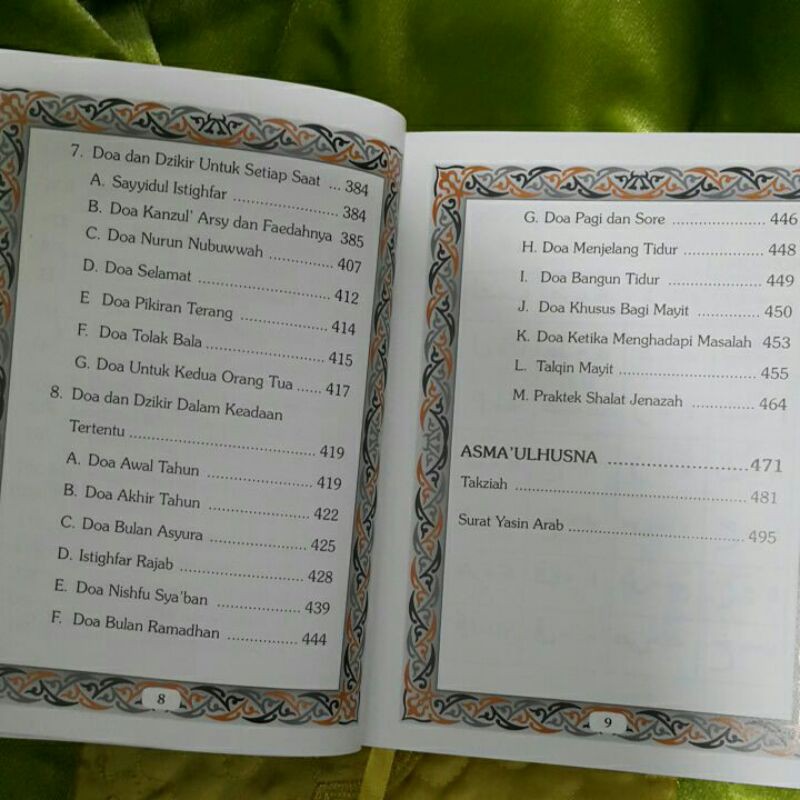 7. Doa dan Dzikir Untuk Setiap Saat ... 384
A. Sayyidul Istighfar ........................ 384
B. Doa Kanzul' Arsy dan Faedahnya 385
C. Doa Nurun Nubuwwah .............. 407
D. Doa Selamat ............................. 412
E Doa Pikiran Terang .................... 414
F. Doa Tolak Bala .......................... 415
G. Doa Untuk Kedua Orang Tua ...... 417
8. Doa dan Dzikir Dalam Keadaan
Tertentu ......................................... 419
A. Doa Awal Tahun ........................ 419
B. Doa Akhir Tahun ....................... 422
C. Doa Bulan Asyura ...................... 425
D. Istighfar Rajab ........................... 428
E. Doa Nishfu Sya'ban ................... 439
F. Doa Bulan Ramadhan ................ 444
8
G. Doa Pagi dan Sore .................... 446
H. Doa Menjelang Tidur ................. 448
I. Doa Bangun Tidur ..................... 449
J. Doa Khusus Bagi Mayit .............. 450
K. Doa Ketika Menghadapi Masalah 453
L. Talqin Mayit ............................... 455
M. Praktek Shalat Jenazah .............. 464
ASMA'ULHUSNA ............................ 471
Takziah ................................................ 481
Surat Yasin Arab .................................. 495
9